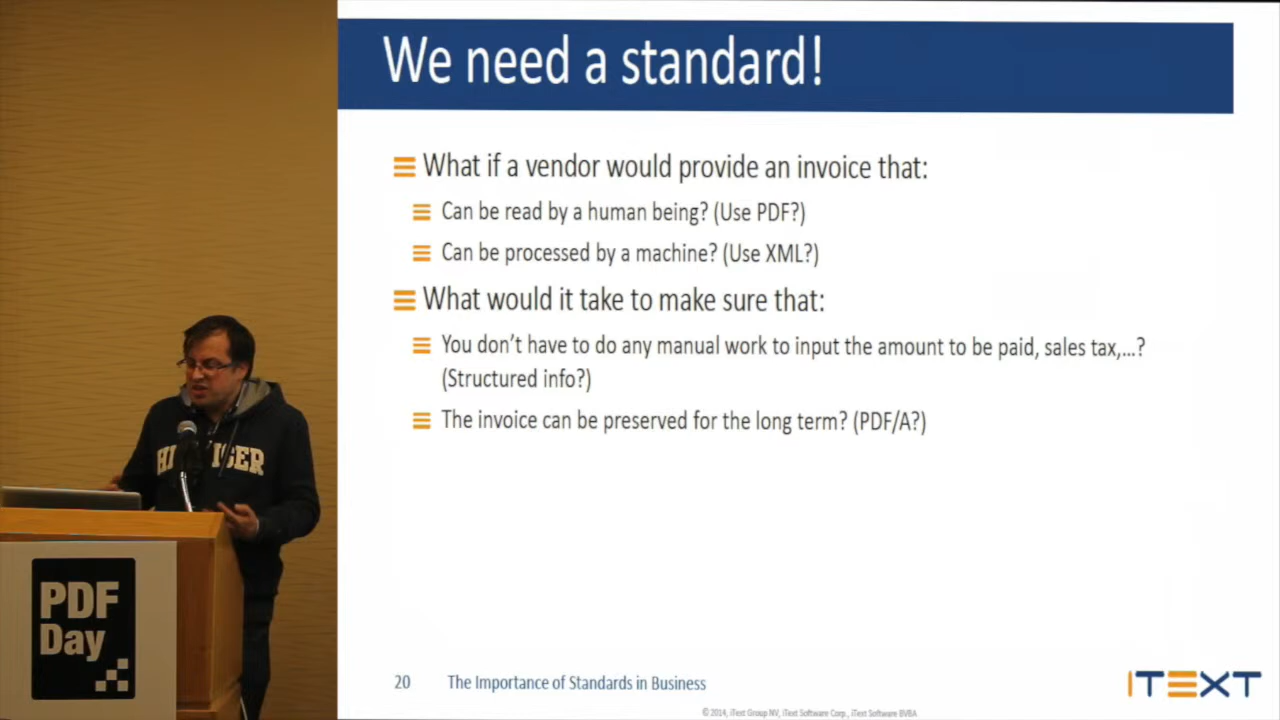 We need a standard!
What if a vendor would provide an invoice that:
Can be read by a human being? (Use PDF?)
Can be processed by a machine? (Use XML?)
What would it take to make sure that:
You don't have to do any manual work to input the amount to be paid, sales tax,...?
(Structured info?)
The invoice can be preserved for the long term? (PDF/A?)
PDF
Day
20 The Importance of Standards in Business
iTEXT
© 2014, iText Group NV, iText Software Corp., iText Software BVBA